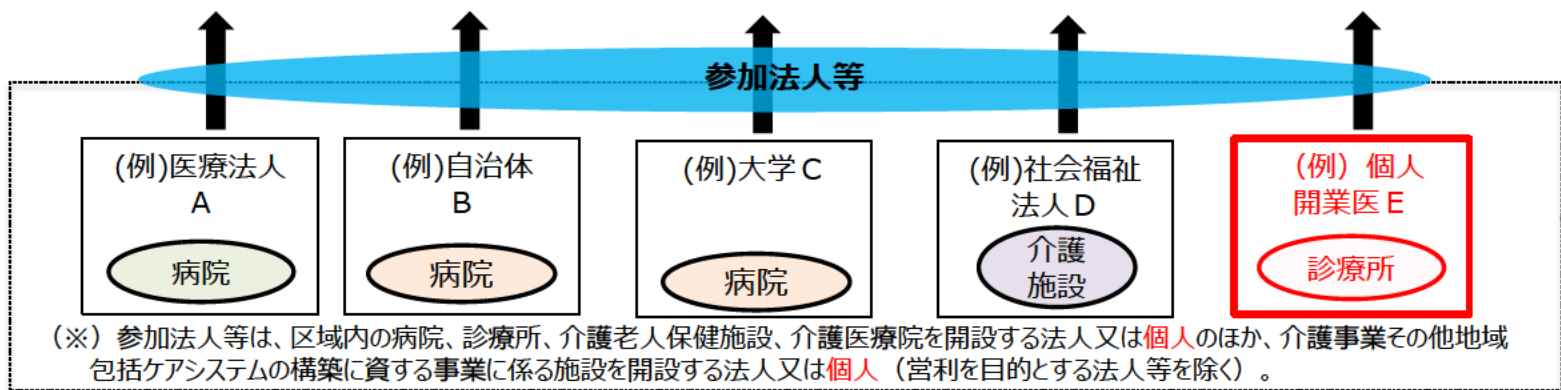 参加法人等
(例)医療法人
A
病院
(例)自治体
B
病院
(例)大学C
病院
(例)社会福祉
法人D
介護
施設
(例) 個人
開業医E
診療所
(※) 参加法人等は、区域内の病院、診療所、介護老人保健施設、介護医療院を開設する法人又は個人のほか、介護事業その他地域
包括ケアシステムの構築に資する事業に係る施設を開設する法人又は個人(営利を目的とする法人等を除く)。